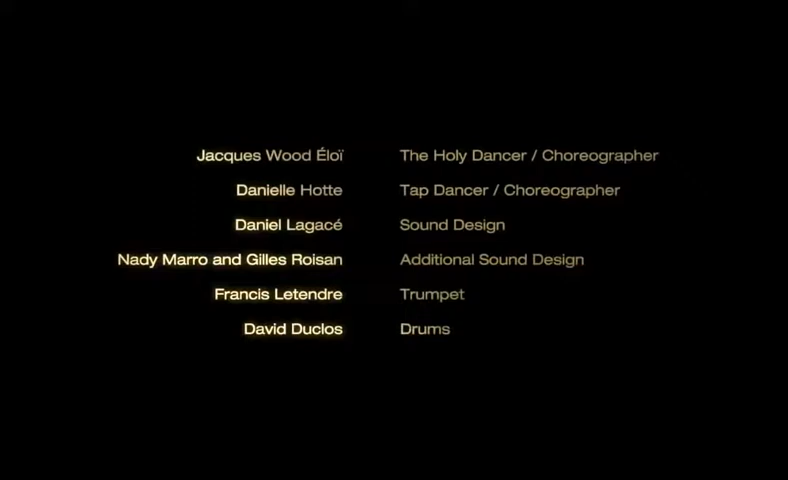 Jacques Wood Éloï The Holy Dancer / Choreographer
Danielle Hotte Tap Dancer / Choreographer
Daniel Lagacé Sound Design
Nady Marro and Gilles Roisan Additional Sound Design
Francis Letendre Trumpet
David Duclos Drums